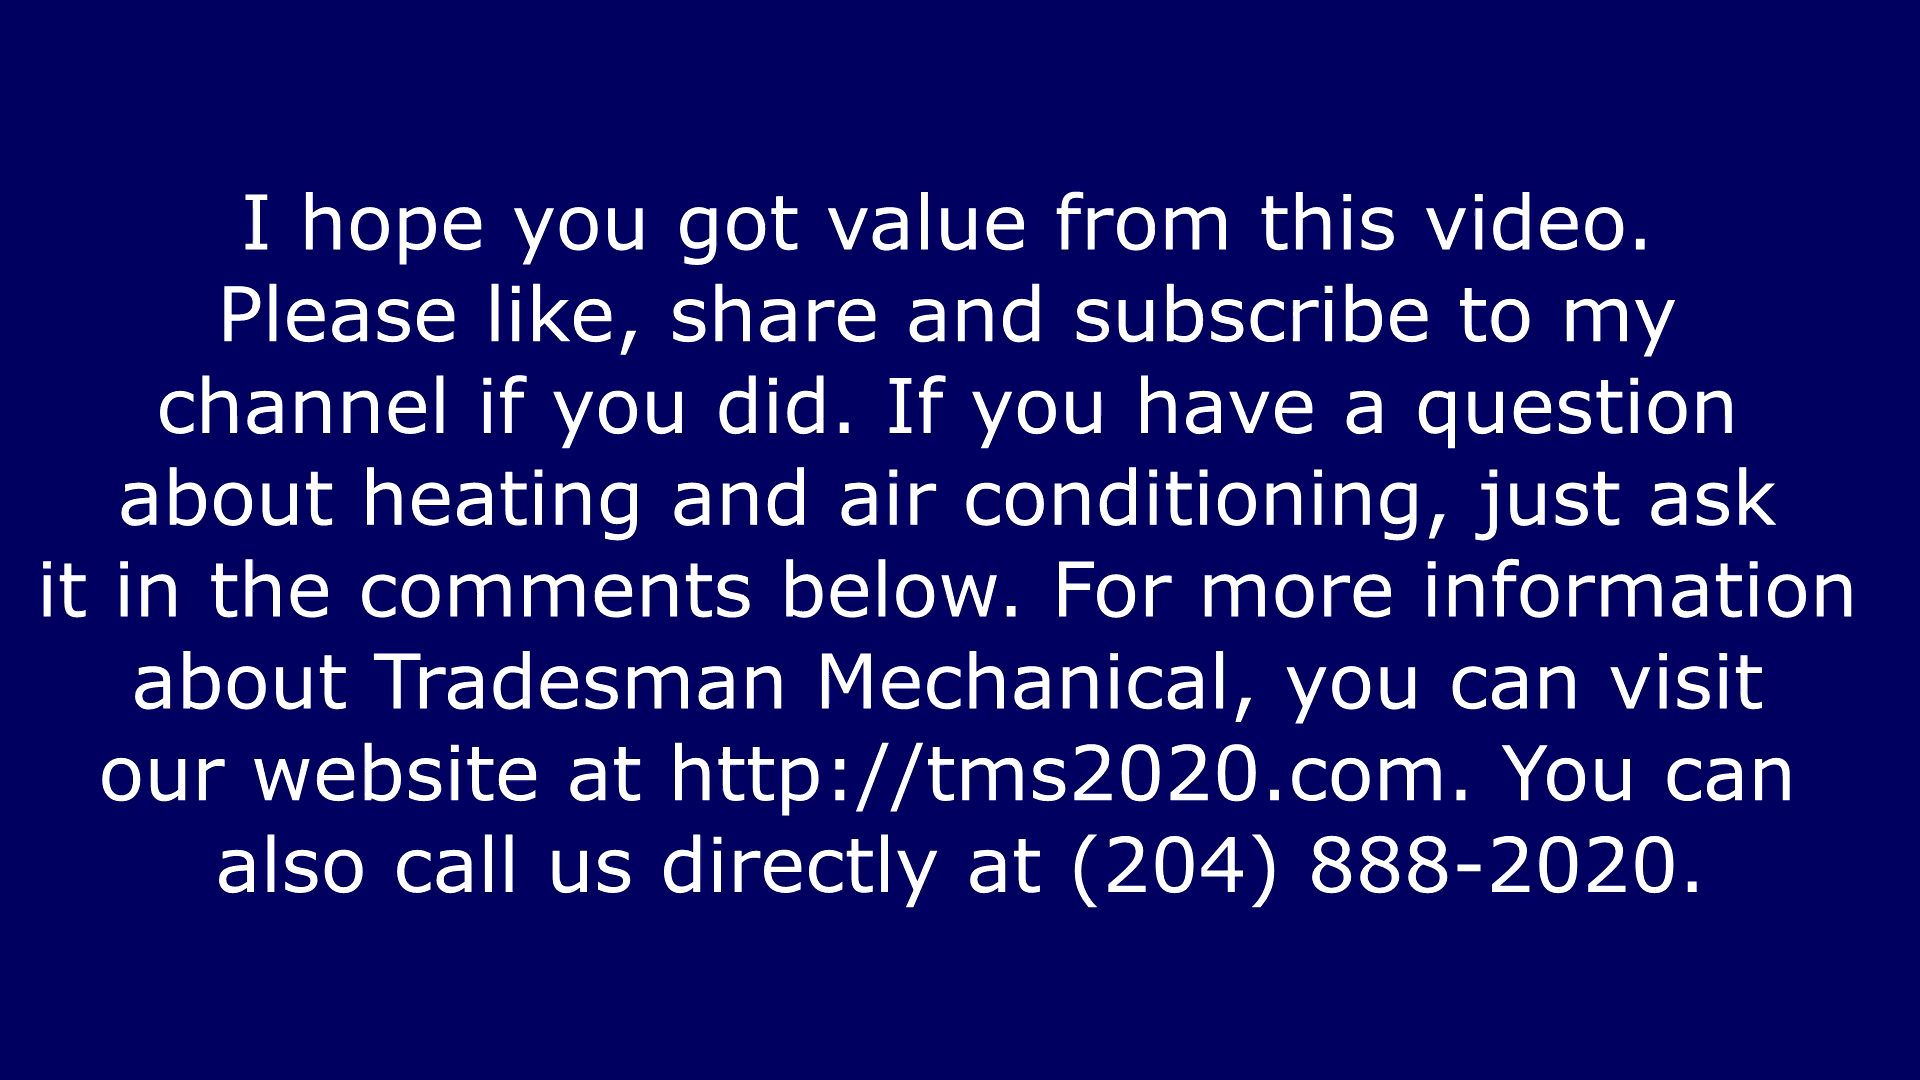 I hope you got value from this video.
Please like, share and subscribe to my
channel if you did. If you have a question
about heating and air conditioning, just ask
it in the comments below. For more information
about Tradesman Mechanical, you can visit
our website at http://tms2020.com. You can
also call us directly at (204) 888-2020.